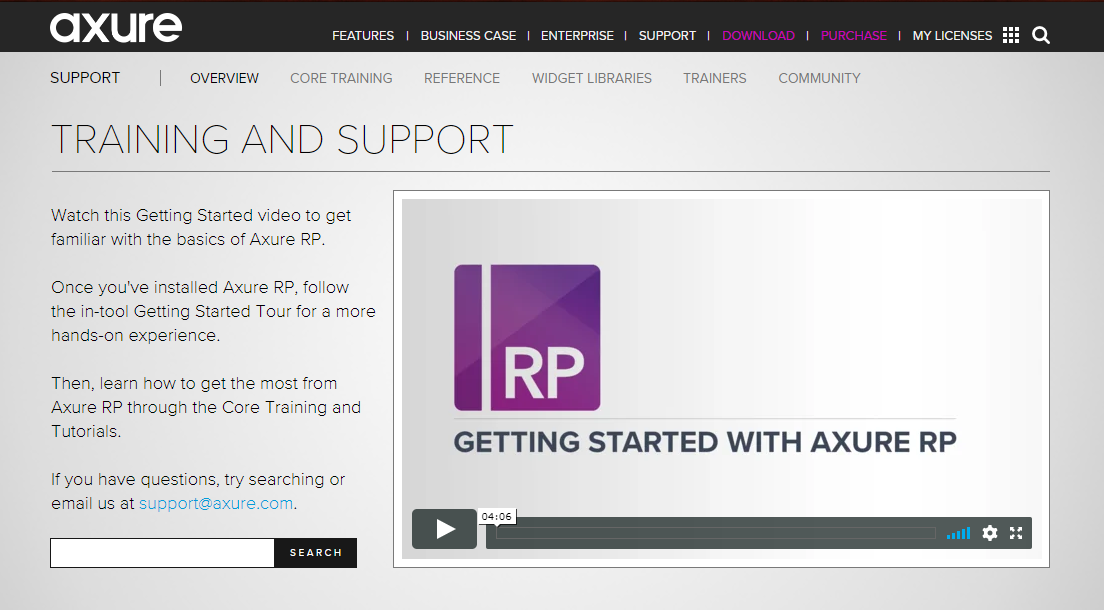 axure
FEATURES | BUSINESS CASE | ENTERPRISE | SUPPORT | DOWNLOAD | PURCHASE | MY LICENSES
SUPPORT | OVERVIEW CORE TRAINING REFERENCE WIDGET LIBRARIES TRAINERS COMMUNITY
TRAINING AND SUPPORT
Watch this Getting Started video to get
familiar with the basics of Axure RP.
Once you've installed Axure RP, follow
the in-tool Getting Started Tour for a more
hands-on experience.
Then, learn how to get the most from
Axure RP through the Core Training and
Tutorials.
If you have questions, try searching or
email us at support@axure.com.
SEARCH
RP
GETTING STARTED WITH AXURE RP
04:06